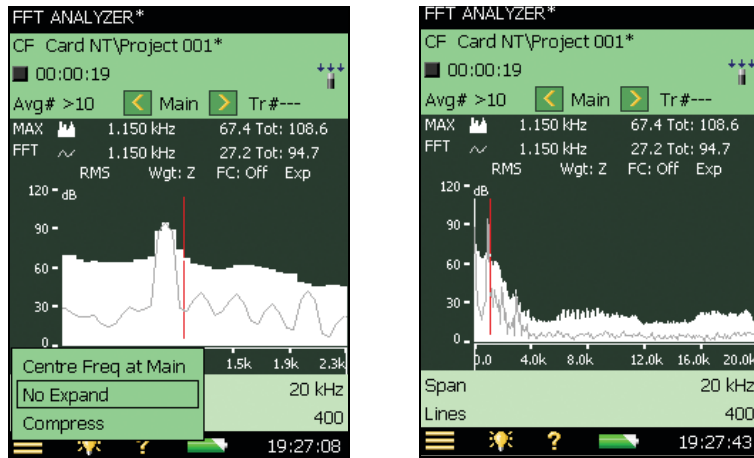 FFT ANALYZER*
CF Card NT\Project 001*
00:00:19
Avg# >10 < Main > Tr#---
MAX 1.150 kHz 67.4 Tot: 108.6
FFT 1.150 kHz 27.2 Tot: 94.7
RMS Wgt: Z FC: Off Exp
120
dB
90
60
30
0
1.5k 1.9k 2.3k
Centre Freq at Main
No Expand
Compress
20 kHz
400
? 19:27:08
FFT ANALYZER*
CF Card NT\Project 001*
00:00:19
Avg# >10 < Main > Tr#---
MAX 1.150 kHz 67.4 Tot: 108.6
FFT 1.150 kHz 27.2 Tot: 94.7
RMS Wgt: Z FC: Off Exp
120
dB
90
60
30
0
0.0 4.0k 8.0k 12.0k 16.0k 20.0k
Span 20 kHz
Lines 400
? 19:27:43